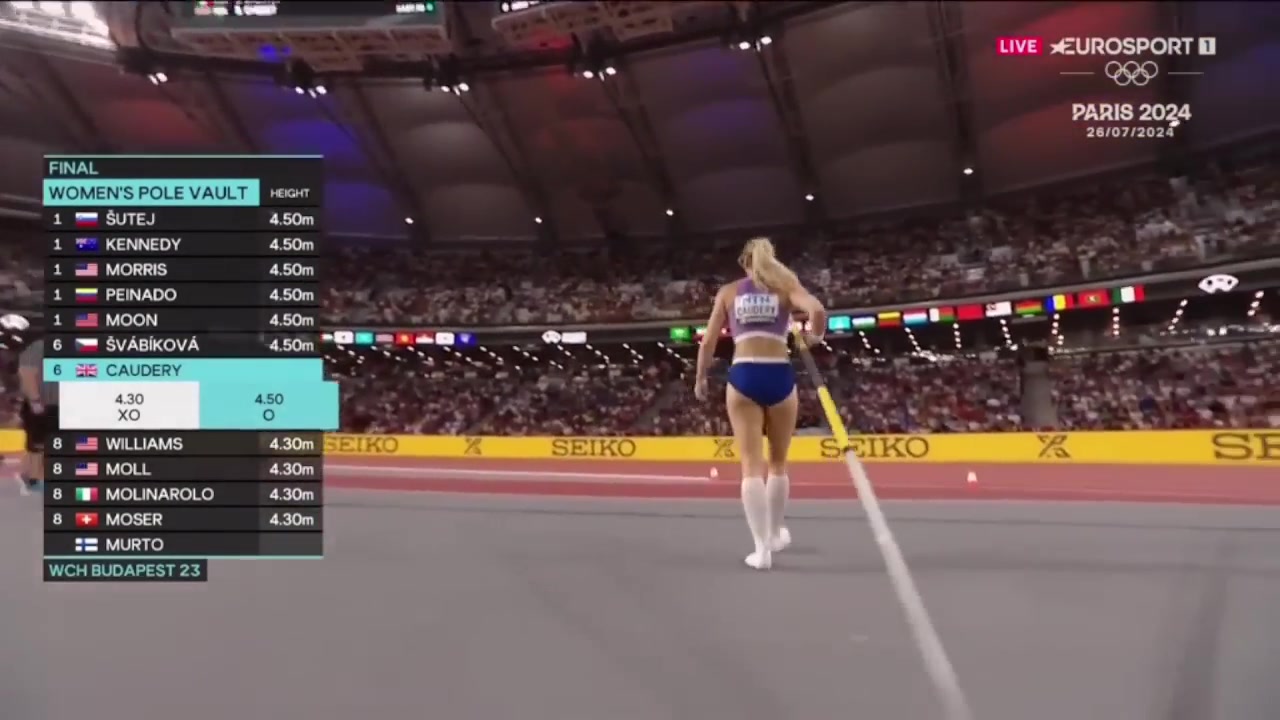 LIVE EUROSPORT 1
PARIS 2024
26/07/2024
FINAL
WOMEN'S POLE VAULT HEIGHT
1 ŠUTEJ 4.50m
1 KENNEDY 4.50m
1 MORRIS 4.50m
1 PEINADO 4.50m
1 MOON 4.50m
6 ŠVÁBÍKOVÁ 4.50m
6 CAUDERY
4.30 4.50
XO O
8 WILLIAMS 4.30m
8 MOLL 4.30m
8 MOLINAROLO 4.30m
8 MOSER 4.30m
MURTO
WCH BUDAPEST 23
CAUDERY
SEIKO SEIKO SEIKO SE